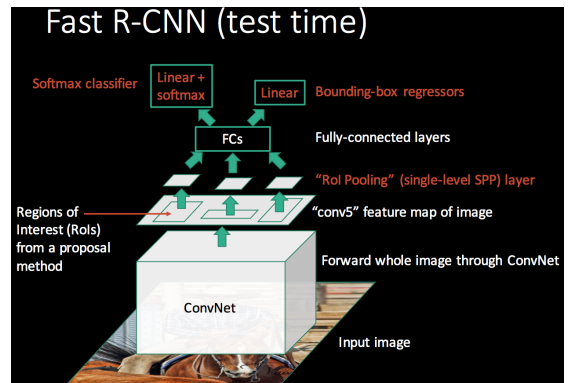 Fast R-CNN (test time)
Softmax classifier
Linear +
softmax
Linear
Bounding-box regressors
FCs
Fully-connected layers
“RoI Pooling” (single-level SPP) layer
Regions of
Interest (RoIs)
from a proposal
method
“conv5” feature map of image
Forward whole image through ConvNet
ConvNet
Input image